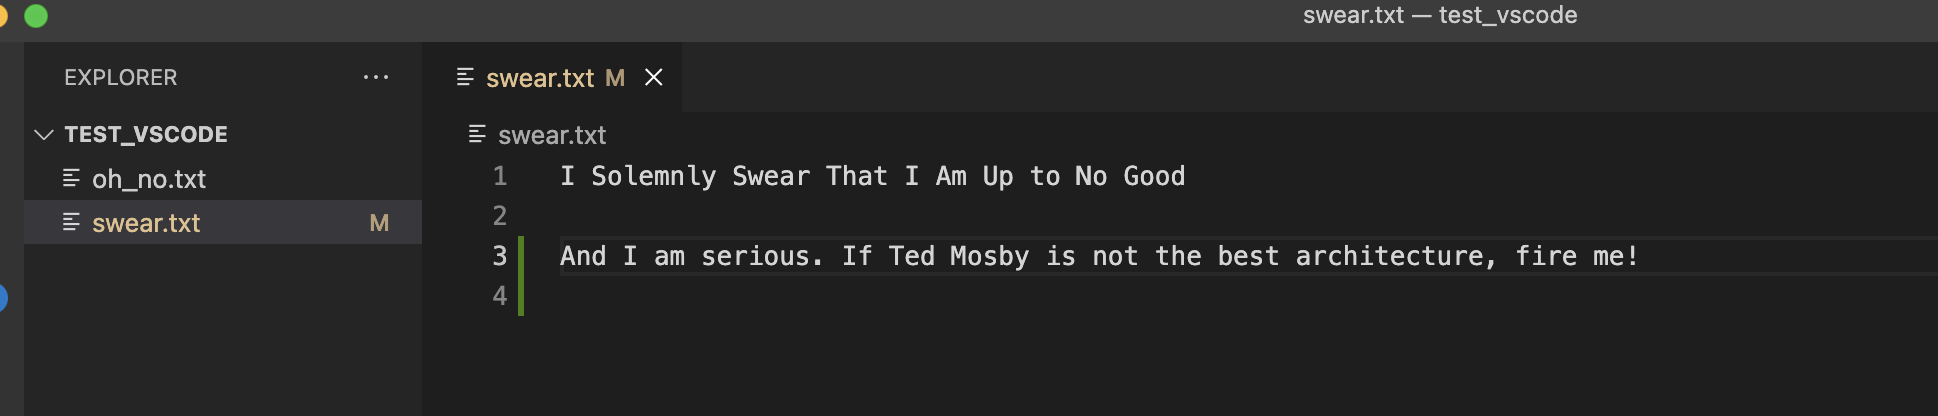 swear.txt — test_vscode
EXPLORER ...
swear.txt M
TEST_VSCODE
swear.txt
oh_no.txt
swear.txt M
1 I Solemnly Swear That I Am Up to No Good
2
3 And I am serious. If Ted Mosby is not the best architecture, fire me!
4